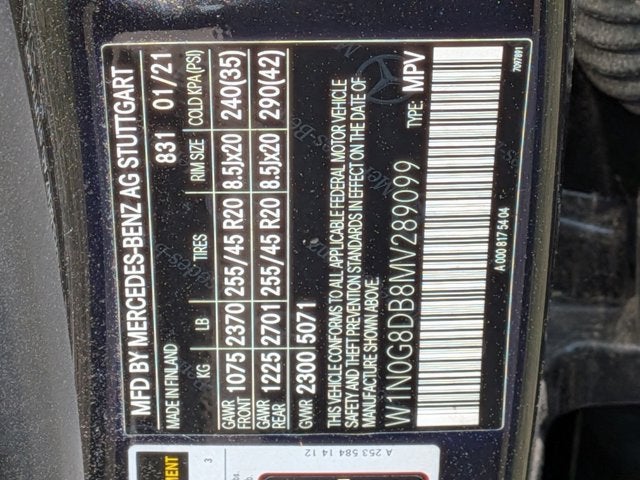 MFD BY MERCEDES-BENZ AG STUTTGART
MADE IN FINLAND 831 01/21
KG LB TIRES RIM SIZE COLD KPA (PSI)
GAWR FRONT 1075 2370 255/45 R20 8.5Jx20 240(35)
GAWR REAR 1225 2701 255/45 R20 8.5Jx20 290(42)
GVWR 2300 5071
THIS VEHICLE CONFORMS TO ALL APPLICABLE FEDERAL MOTOR VEHICLE
SAFETY AND THEFT PREVENTION STANDARDS IN EFFECT ON THE DATE OF
MANUFACTURE SHOWN ABOVE.
W1N0G8DB8MV289099 TYPE: MPV
A 000 817 54 04
7097891
A 253 584 14 12
3